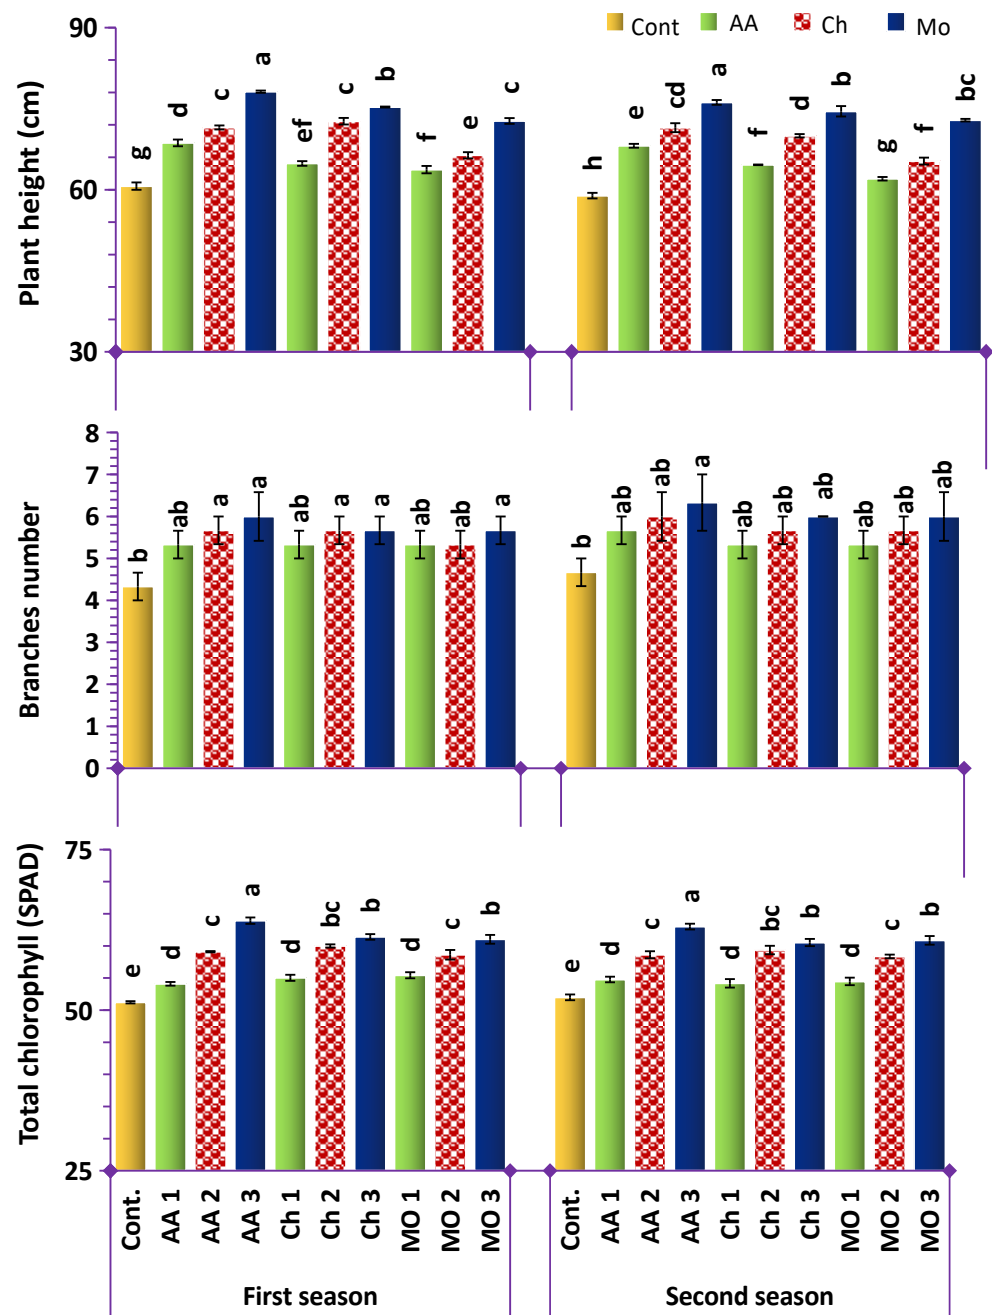 Cont AA Ch Mo
Plant height (cm)
90
60
30
g d c a ef c b f e c
h e cd a f d b g f bc
Branches number
8
7
6
5
4
3
2
1
0
b ab a a ab a a ab ab a
b ab ab a ab ab ab ab ab ab
Total chlorophyll (SPAD)
75
50
25
e d c a d bc b d c b
e d c a d bc b d c b
Cont. AA 1 AA 2 AA 3 Ch 1 Ch 2 Ch 3 MO 1 MO 2 MO 3
Cont. AA 1 AA 2 AA 3 Ch 1 Ch 2 Ch 3 MO 1 MO 2 MO 3
First season
Second season